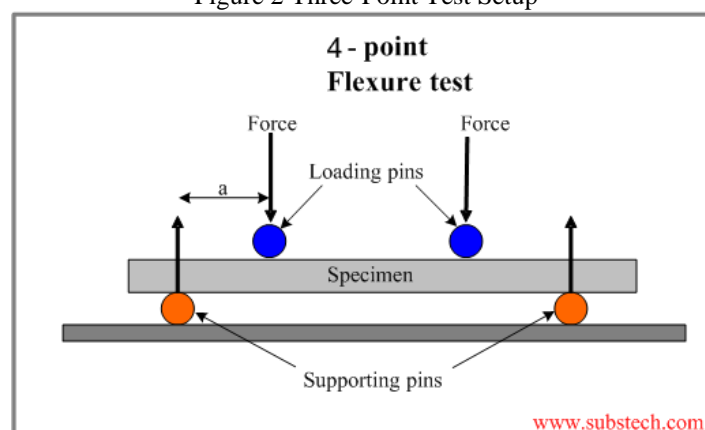 Figure 2 Three Point Test Setup
4 - point
Flexure test
Force
Force
Loading pins
a
Specimen
Supporting pins
www.substech.com